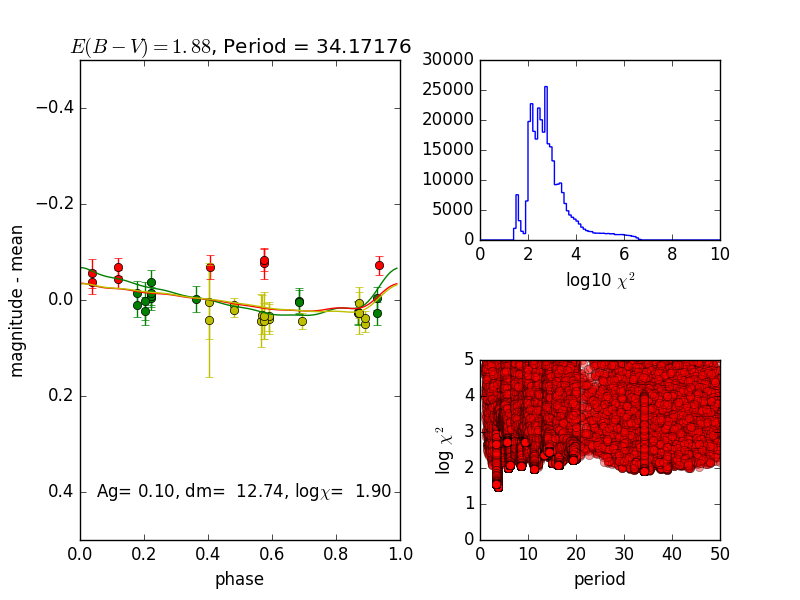 E(B−V)=1.88, Period = 34.17176
−0.4
−0.2
0.0
0.2
0.4
magnitude - mean
Ag= 0.10, dm= 12.74, logχ= 1.90
0.0 0.2 0.4 0.6 0.8 1.0
phase
30000
25000
20000
15000
10000
5000
0
0 2 4 6 8 10
log10 χ²
5
4
3
2
1
0
log χ²
0 10 20 30 40 50
period